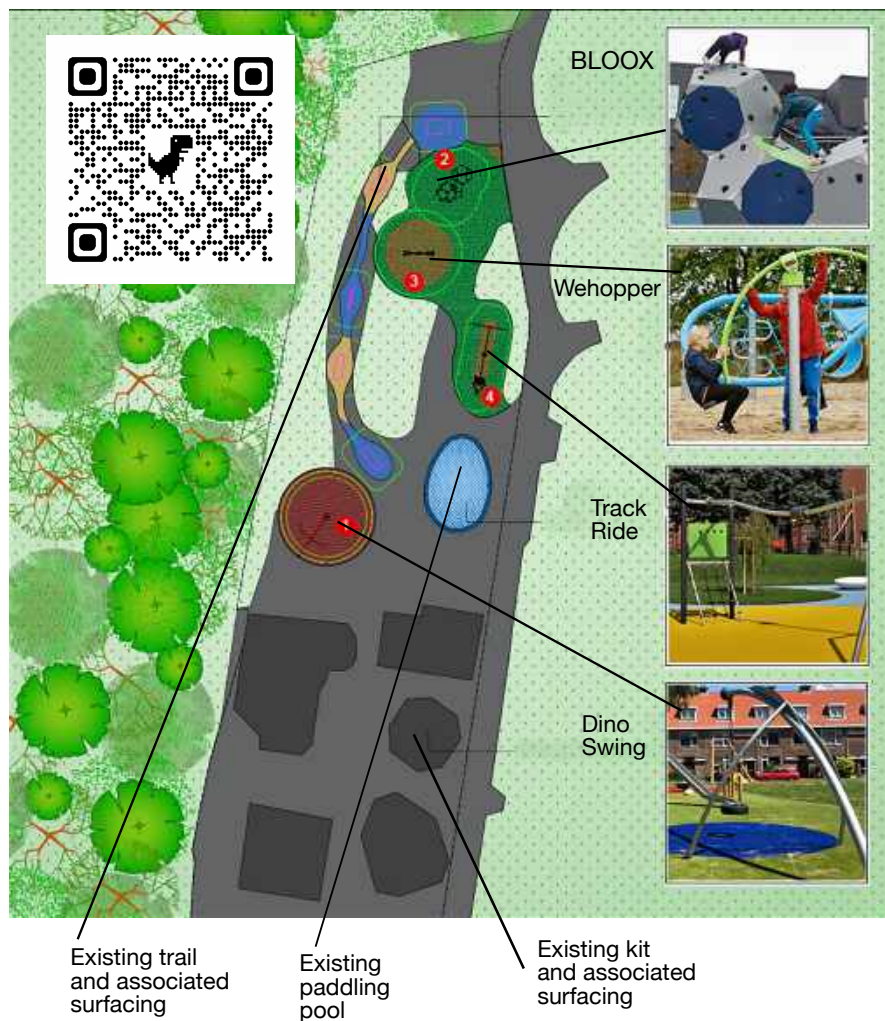 BLOOX
2
3
Wehopper
4
Track
Ride
1
Dino
Swing
Existing trail
and associated
surfacing
Existing
paddling
pool
Existing kit
and associated
surfacing